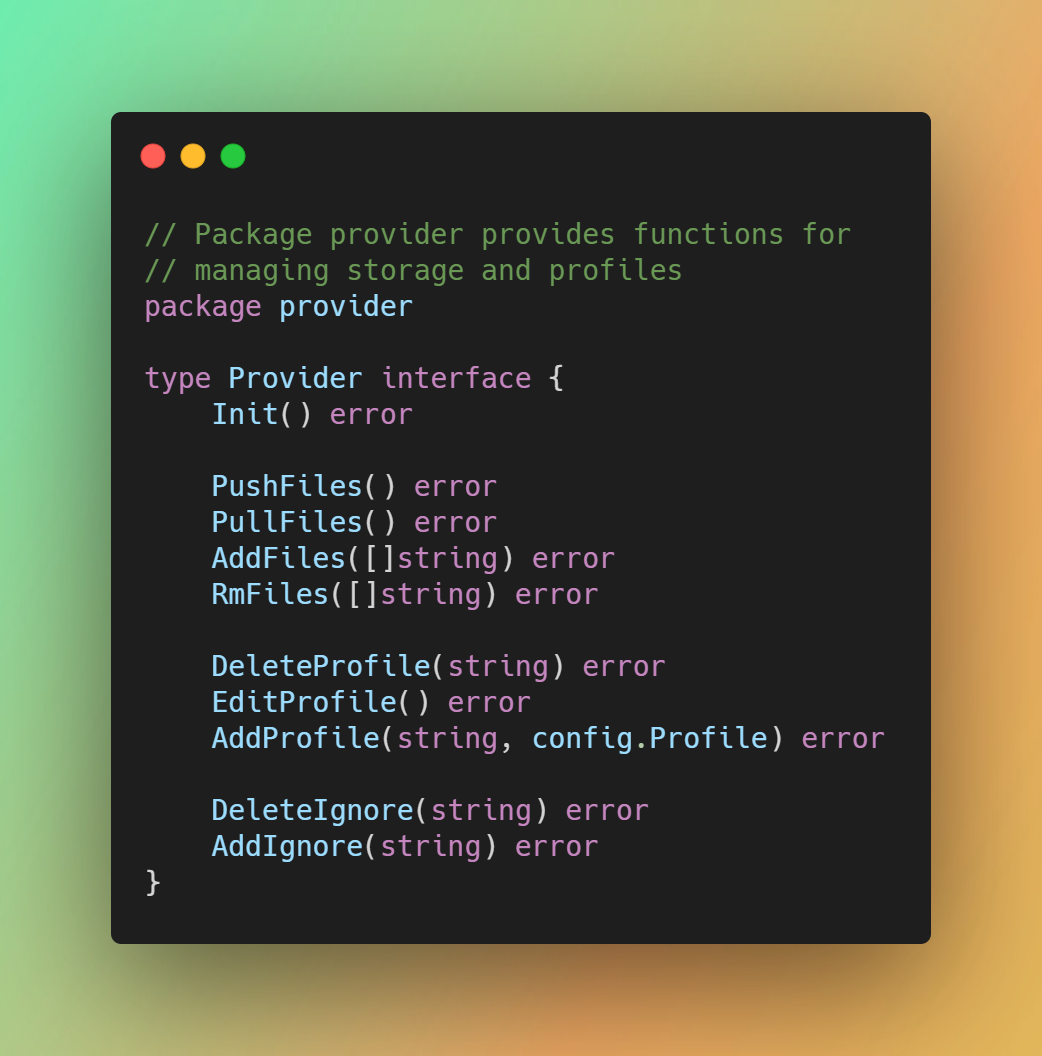 // Package provider provides functions for
// managing storage and profiles
package provider

type Provider interface {
    Init() error

    PushFiles() error
    PullFiles() error
    AddFiles([]string) error
    RmFiles([]string) error

    DeleteProfile(string) error
    EditProfile() error
    AddProfile(string, config.Profile) error

    DeleteIgnore(string) error
    AddIgnore(string) error
}